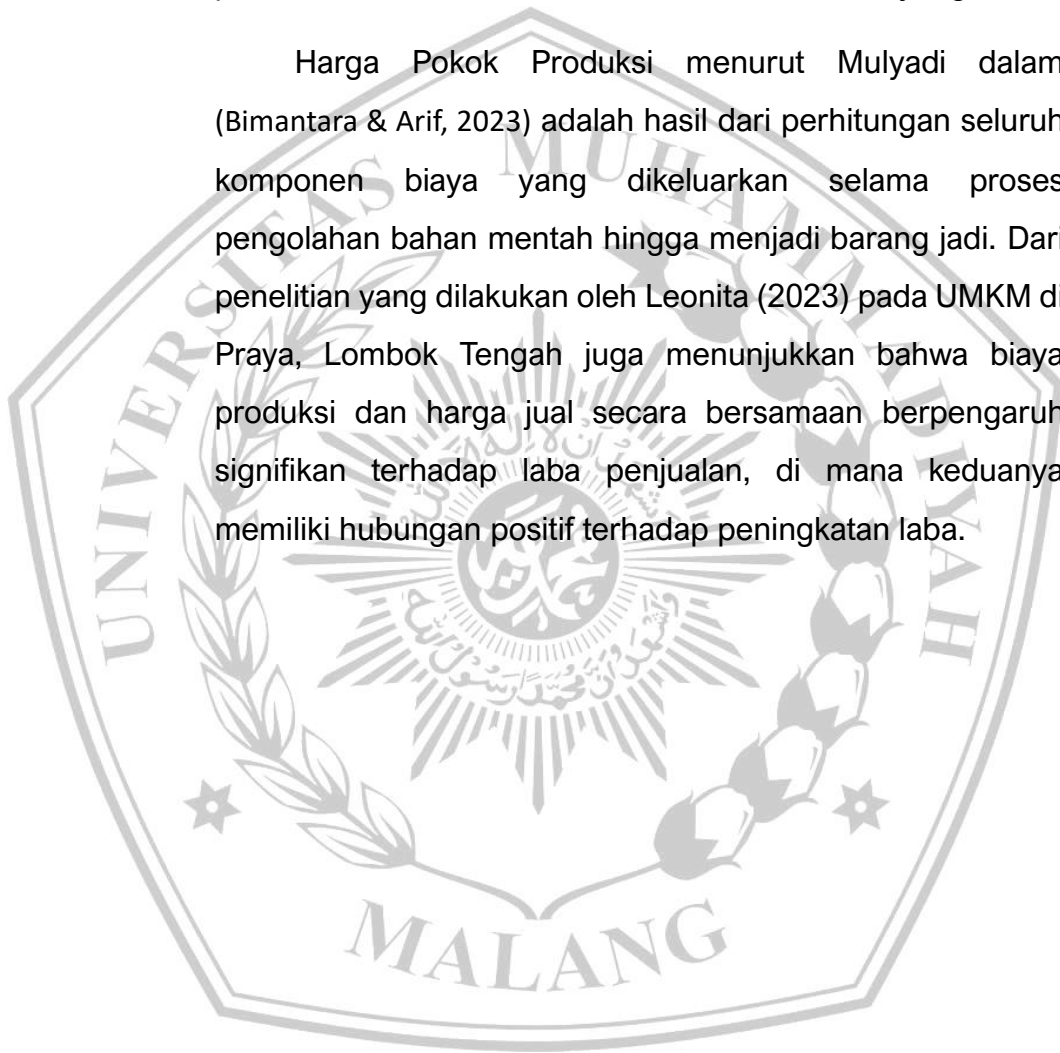 Harga Pokok Produksi menurut Mulyadi dalam
(Bimantara & Arif, 2023) adalah hasil dari perhitungan seluruh
komponen biaya yang dikeluarkan selama proses
pengolahan bahan mentah hingga menjadi barang jadi. Dari
penelitian yang dilakukan oleh Leonita (2023) pada UMKM di
Praya, Lombok Tengah juga menunjukkan bahwa biaya
produksi dan harga jual secara bersamaan berpengaruh
signifikan terhadap laba penjualan, di mana keduanya
memiliki hubungan positif terhadap peningkatan laba.
UNIVERSITAS MUHAMMADIYAH
MALANG